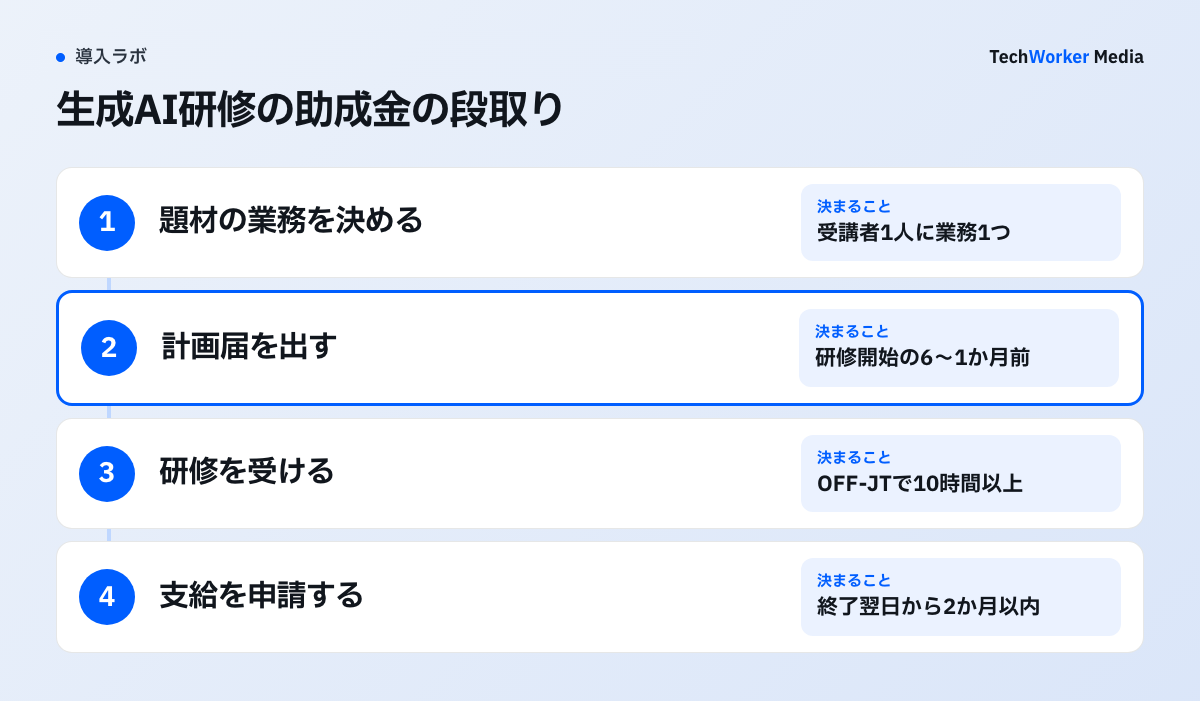 導入ラボ
TechWorker Media
生成AI研修の助成金の段取り
1
題材の業務を決める
決まること
受講者1人に業務1つ
2
計画届を出す
決まること
研修開始の6〜1か月前
3
研修を受ける
決まること
OFF-JTで10時間以上
4
支給を申請する
決まること
終了翌日から2か月以内